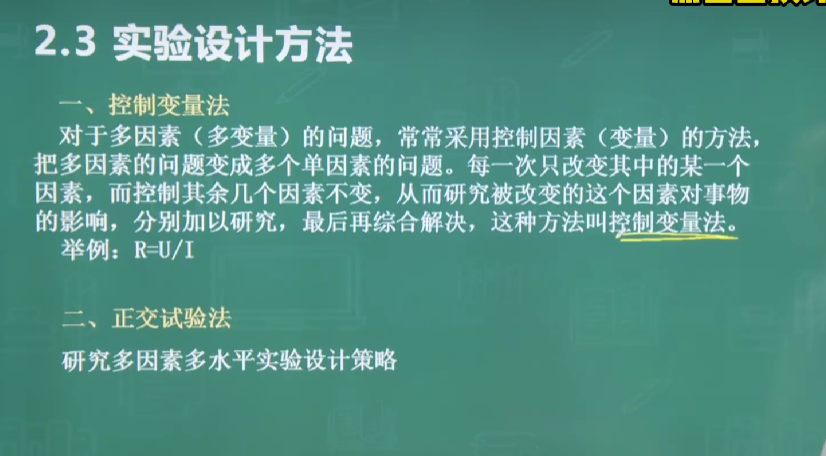 2.3 实验设计方法
一、控制变量法
对于多因素（多变量）的问题，常常采用控制因素（变量）的方法，
把多因素的问题变成多个单因素的问题。每一次只改变其中的某一个
因素，而控制其余几个因素不变，从而研究被改变的这个因素对事物
的影响，分别加以研究，最后再综合解决，这种方法叫控制变量法。
举例：R=U/I
二、正交试验法
研究多因素多水平实验设计策略